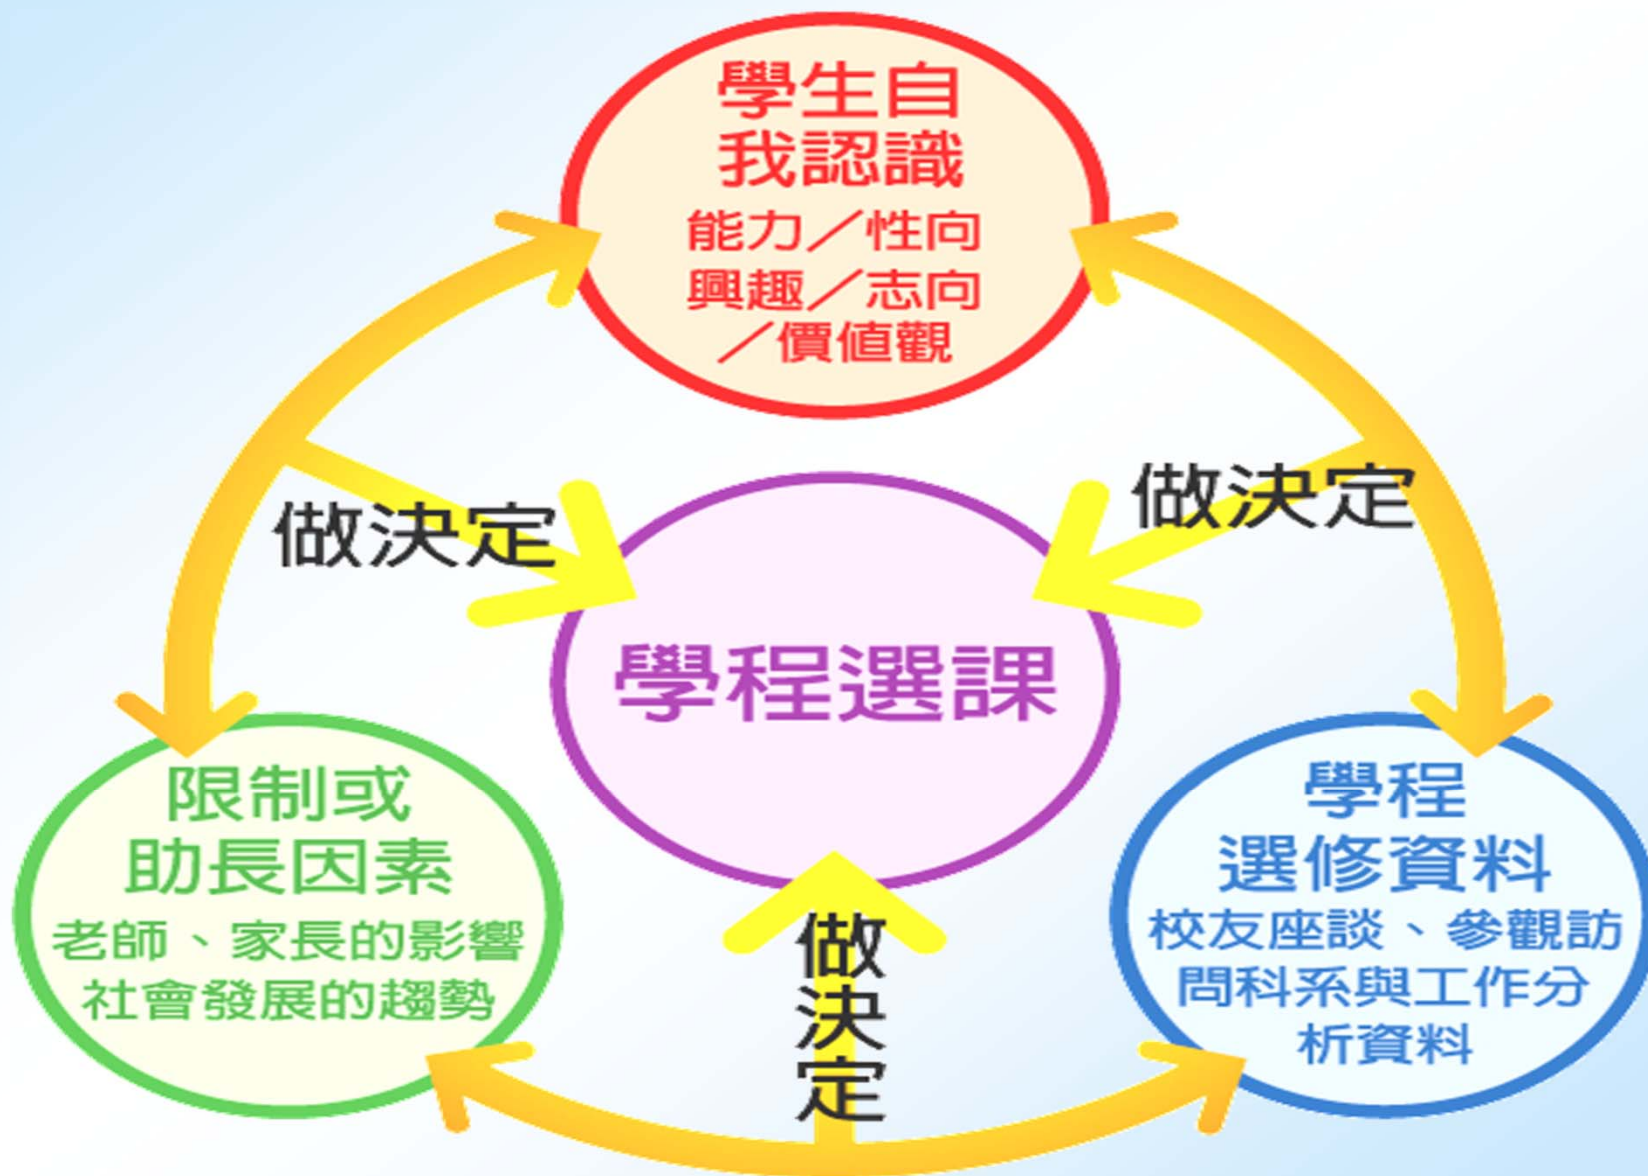 學生自
我認識
能力／性向
興趣／志向
／價值觀
做決定
做決定
學程選課
限制或
助長因素
老師、家長的影響
社會發展的趨勢
學程
選修資料
校友座談、參觀訪
問科系與工作分
析資料
做決定